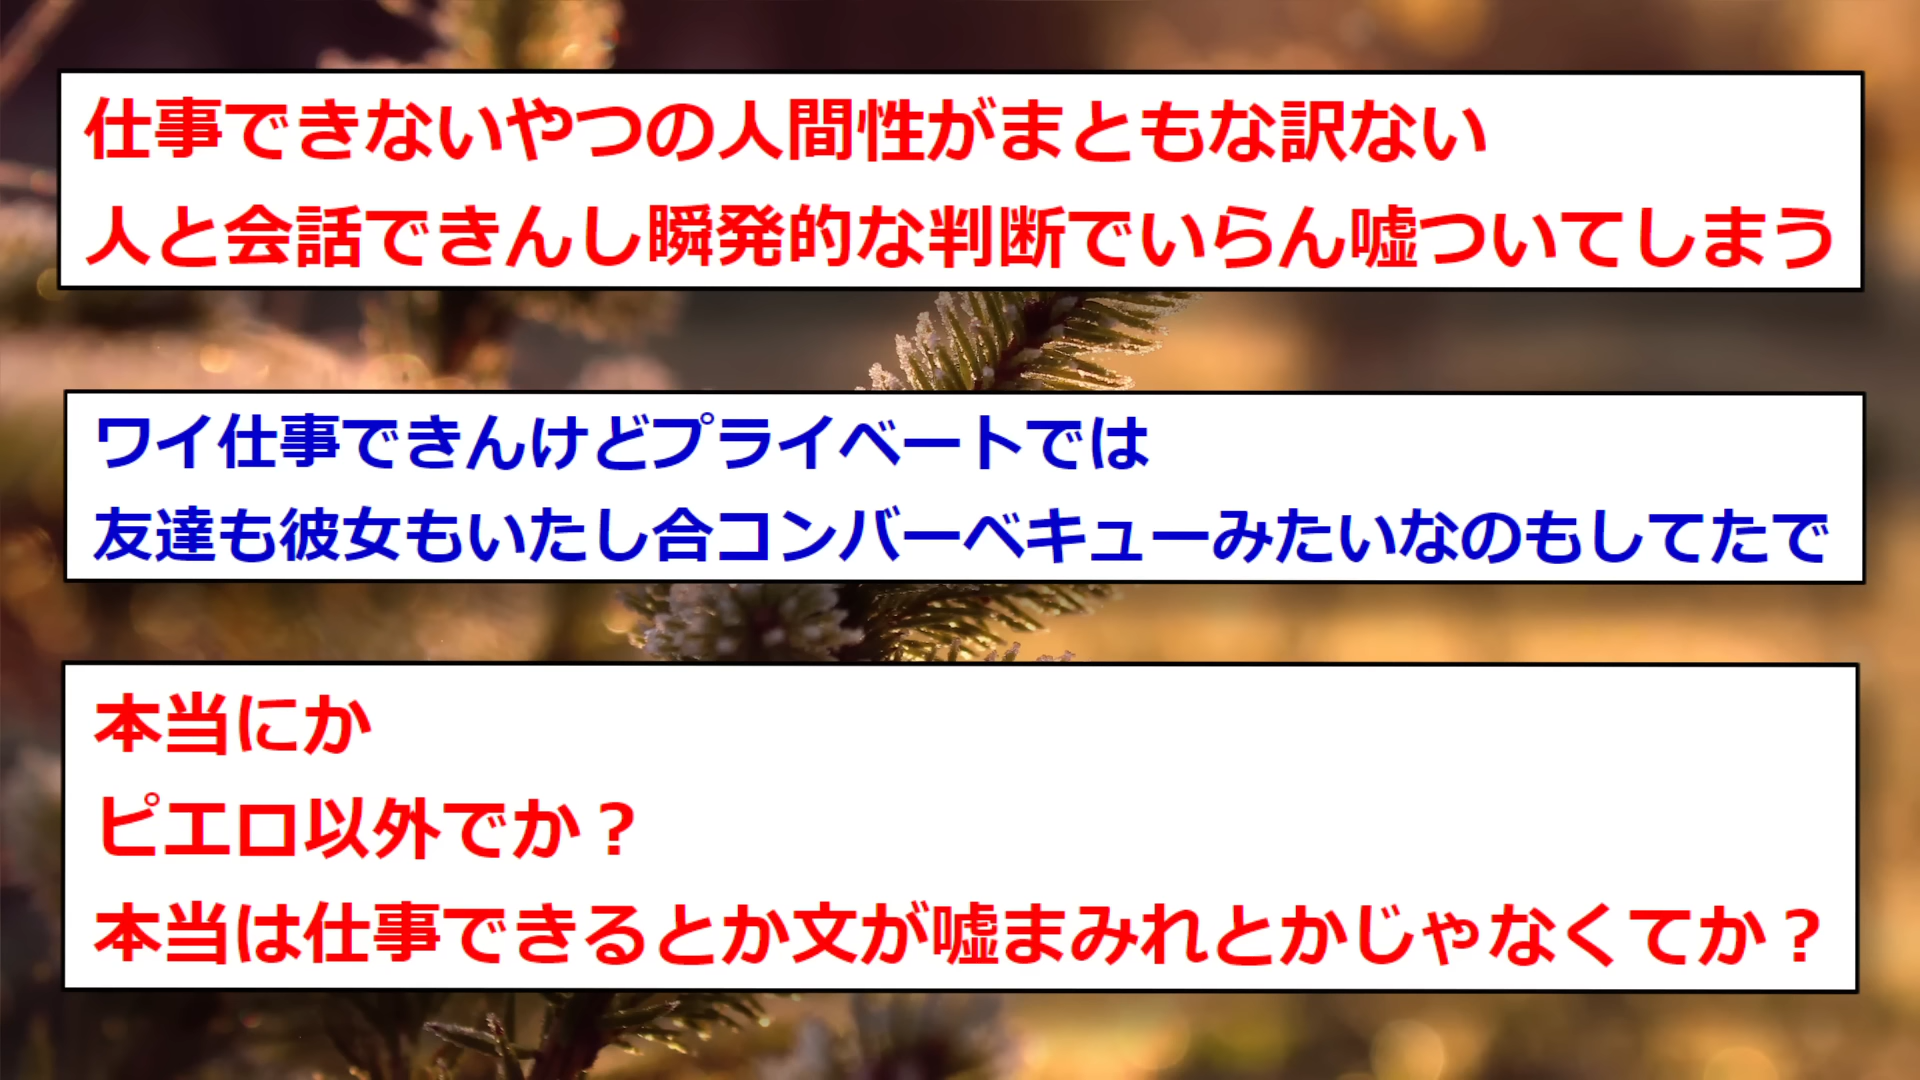 仕事できないやつの人間性がまともな訳ない
人と会話できんし瞬発的な判断でいらん嘘ついてしまう
ワイ仕事できんけどプライベートでは
友達も彼女もいたし合コンバーベキューみたいなのもしてたで
本当にか
ピエロ以外でか？
本当は仕事できるとか文が嘘まみれとかじゃなくてか？